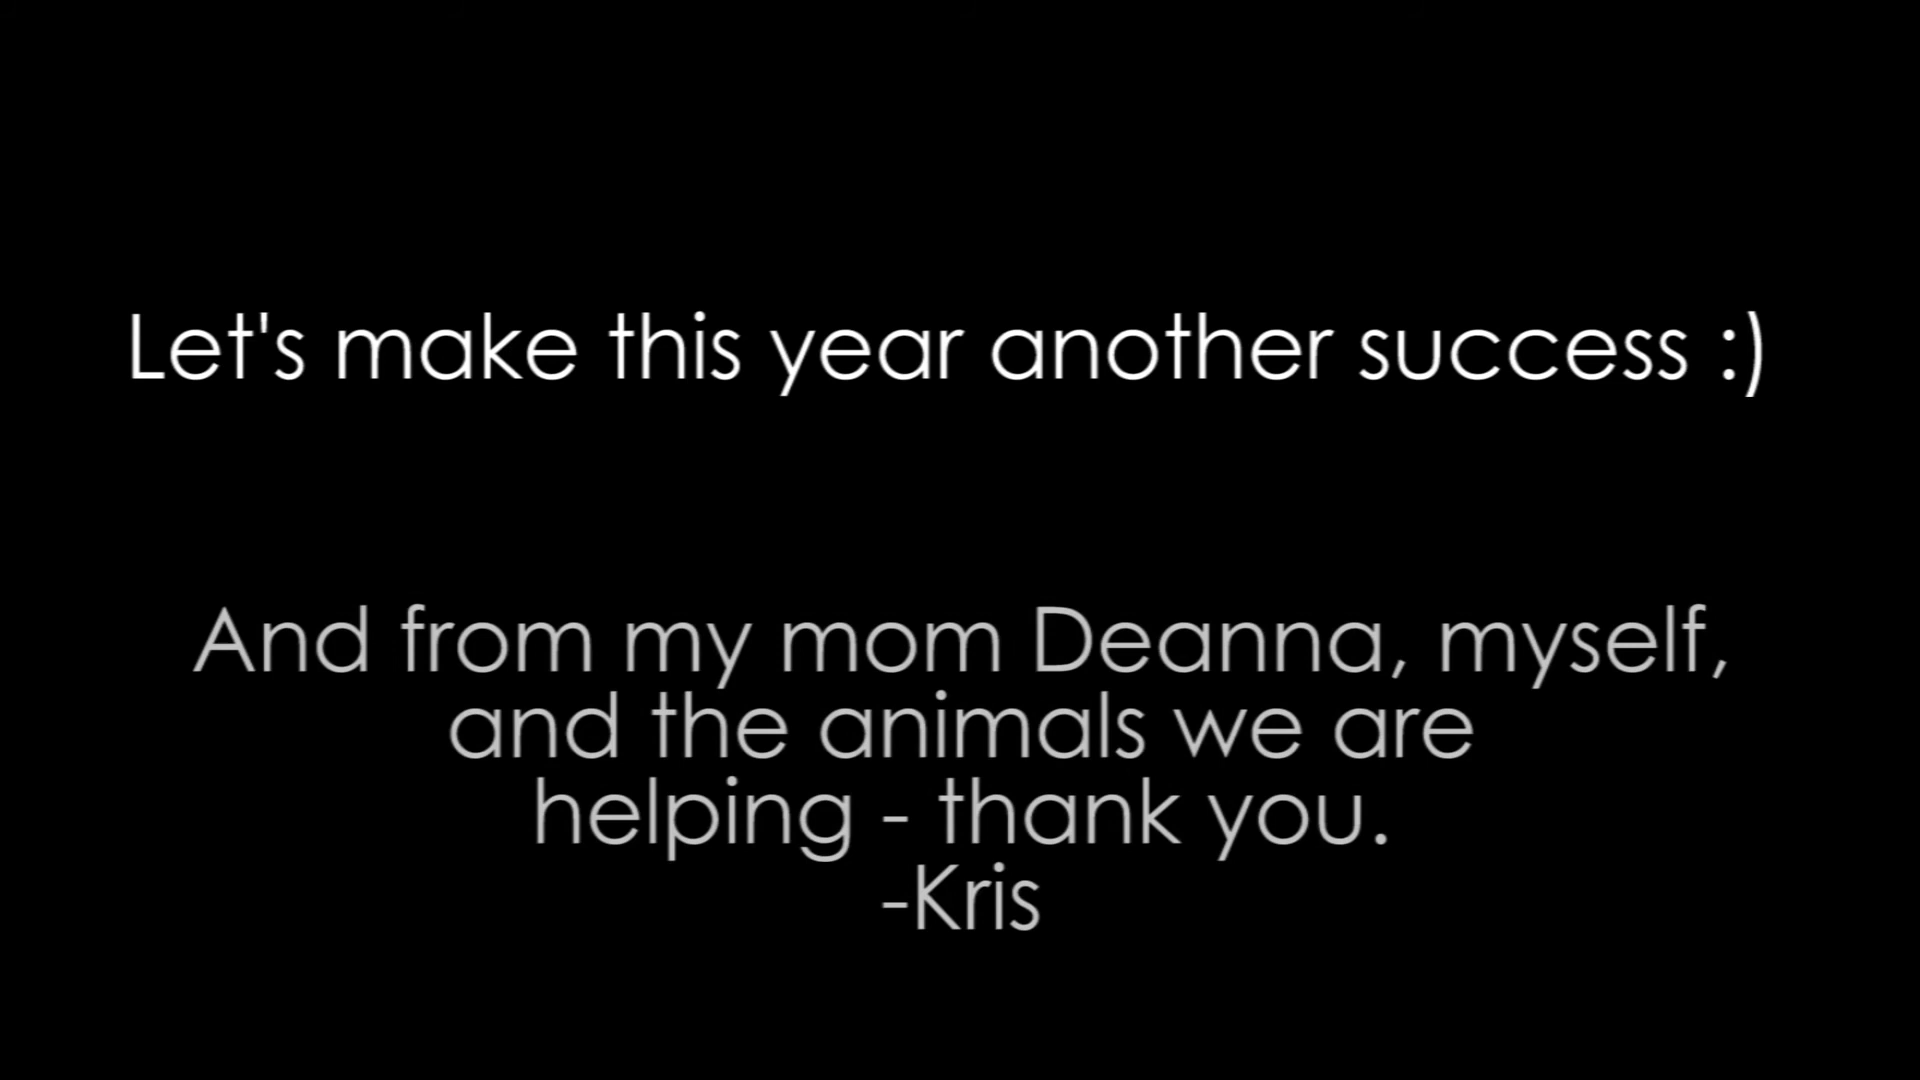 Let's make this year another success :)
And from my mom Deanna, myself,
and the animals we are
helping - thank you.
-Kris